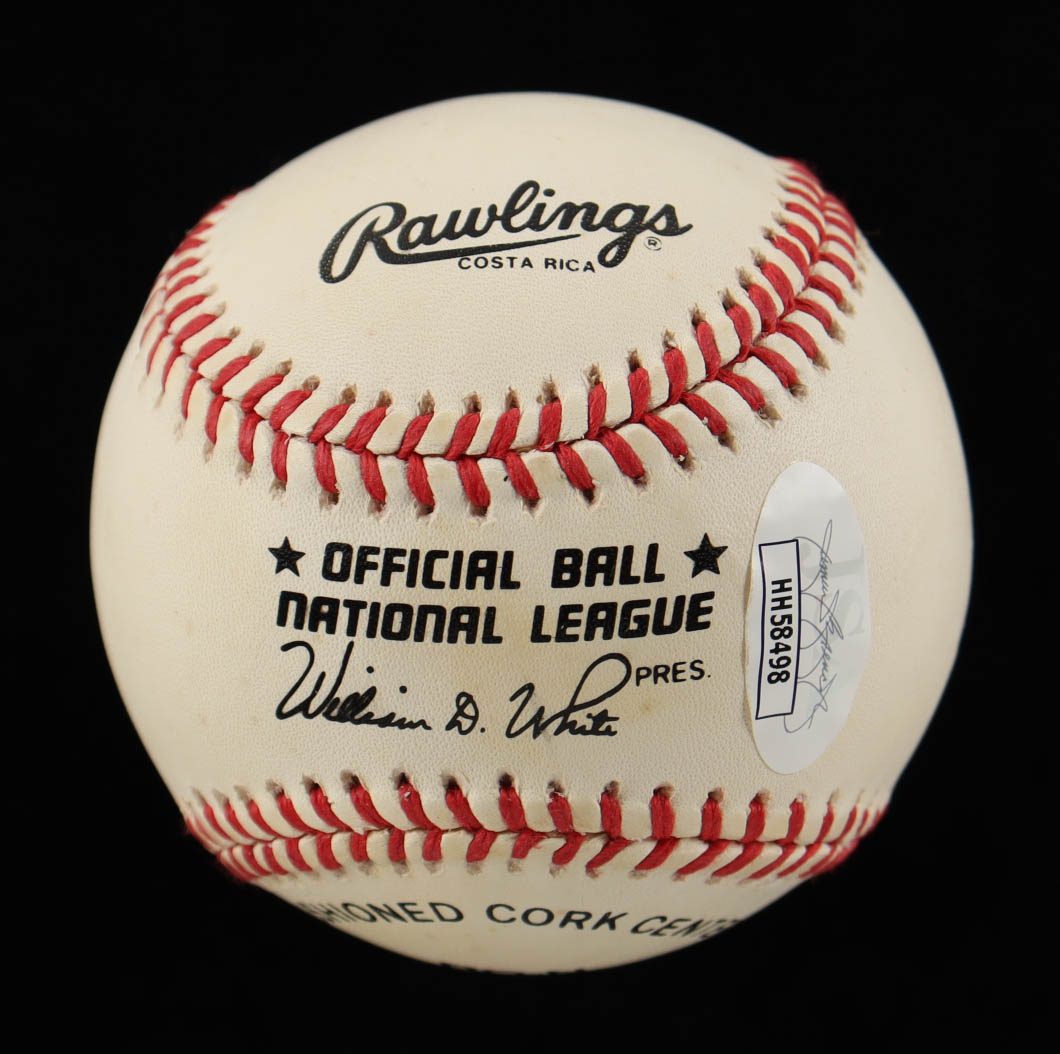 Rawlings®
COSTA RICA
★ OFFICIAL BALL ★
NATIONAL LEAGUE
William D. White PRES.
HH58498
CORK